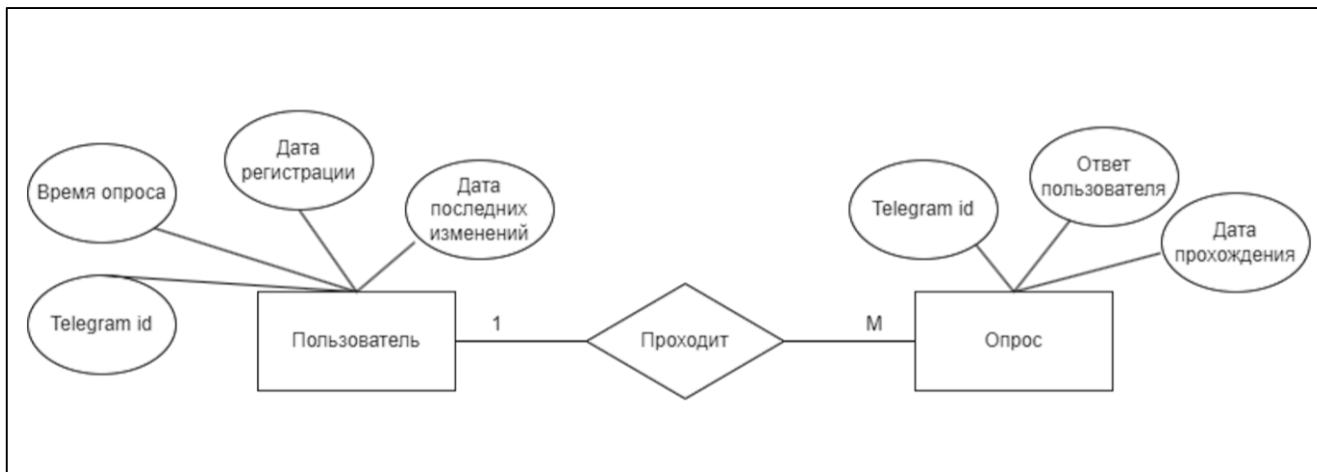 Дата
регистрации
Время опроса
Дата
последних
изменений
Telegram id
Пользователь
1
Проходит
М
Опрос
Telegram id
Ответ
пользователя
Дата
прохождения